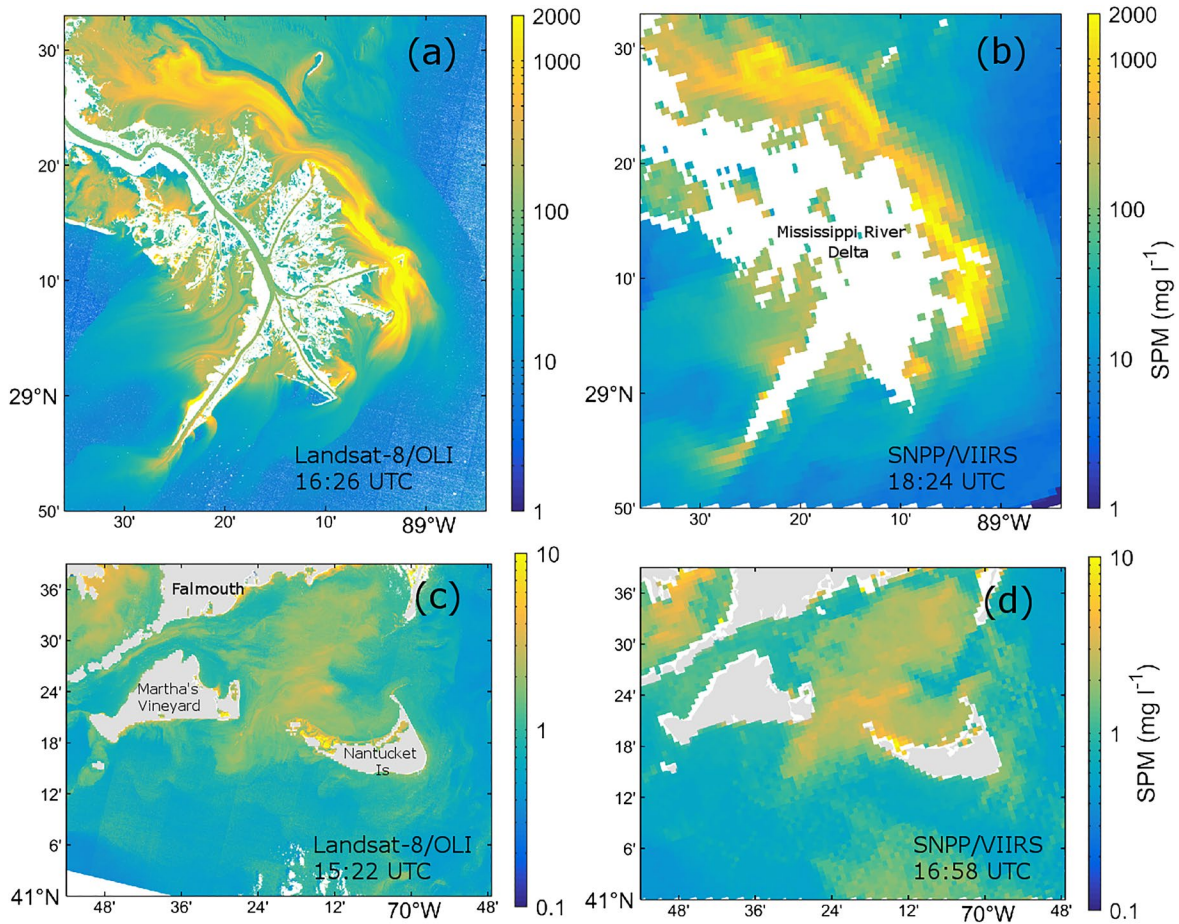 (a)
30'
20'
10'
29°N
50'
30'
20'
10'
89°W
Landsat-8/OLI
16:26 UTC
2000
1000
100
10
1
(b)
30'
20'
10'
29°N
50'
30'
20'
10'
89°W
Mississippi River
Delta
SNPP/VIIRS
18:24 UTC
2000
1000
100
10
1
SPM (mg l⁻¹)
(c)
36'
30'
24'
18'
12'
6'
41°N
48'
36'
24'
12'
70°W
48'
Falmouth
Martha's
Vineyard
Nantucket
Is
Landsat-8/OLI
15:22 UTC
10
1
0.1
(d)
36'
30'
24'
18'
12'
6'
41°N
48'
36'
24'
12'
70°W
48'
SNPP/VIIRS
16:58 UTC
10
1
0.1
SPM (mg l⁻¹)